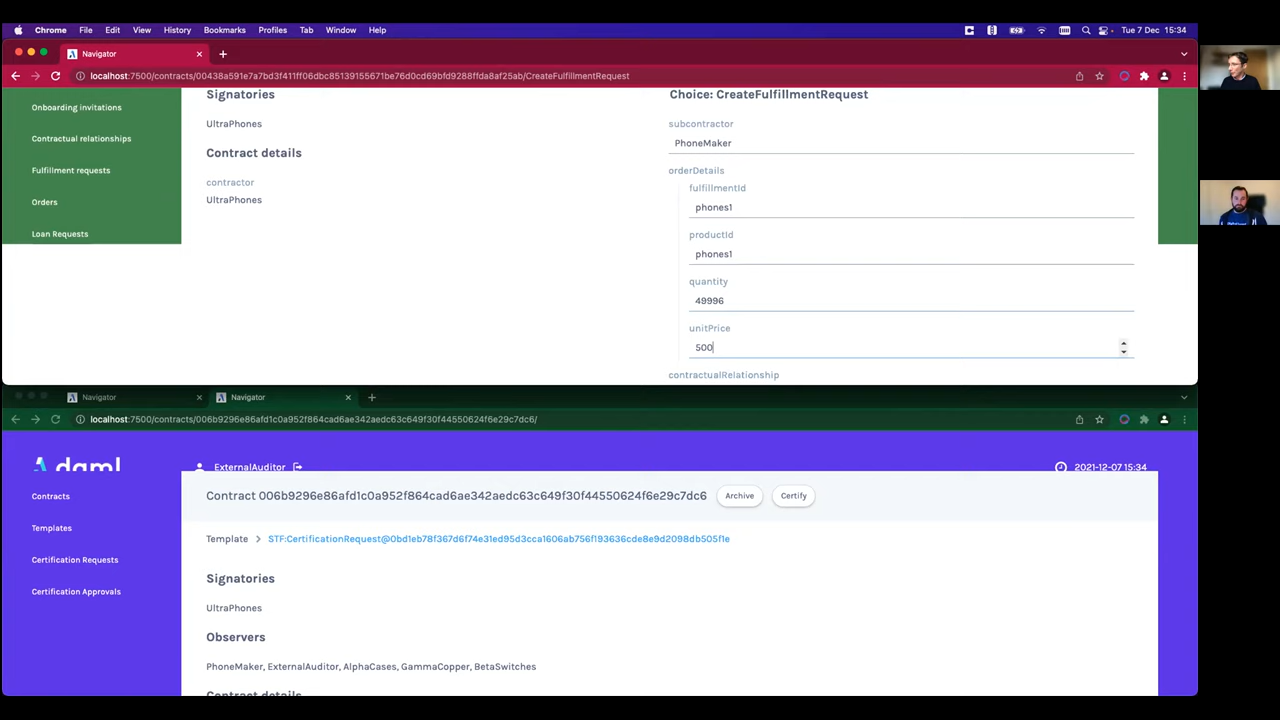 Chrome File Edit View History Bookmarks Profiles Tab Window Help Tue 7 Dec 15:34
Navigator
localhost:7500/contracts/00438a591e7a7bd3f411ff06dbc85139155671be76d0cd69bfd9288ffda8af25ab/CreateFulfillmentRequest
Onboarding invitations
Contractual relationships
Fulfillment requests
Orders
Loan Requests
Signatories
UltraPhones
Contract details
contractor
UltraPhones
Choice: CreateFulfillmentRequest
subcontractor
PhoneMaker
orderDetails
fulfillmentId
phones1
productId
phones1
quantity
49996
unitPrice
500
contractualRelationship
Navigator Navigator
localhost:7500/contracts/006b9296e86afd1c0a952f864cad6ae342aedc63c649f30f44550624f6e29c7dc6/
Daml ExternalAuditor 2021-12-07 15:34
Contracts
Templates
Certification Requests
Certification Approvals
Contract 006b9296e86afd1c0a952f864cad6ae342aedc63c649f30f44550624f6e29c7dc6 Archive Certify
Template > STF:CertificationRequest@0bd1eb78f367d6f74e31ed95d3cca1606ab756f193636cde8e9d2098db505f1e
Signatories
UltraPhones
Observers
PhoneMaker, ExternalAuditor, AlphaCases, GammaCopper, BetaSwitches
Contract details